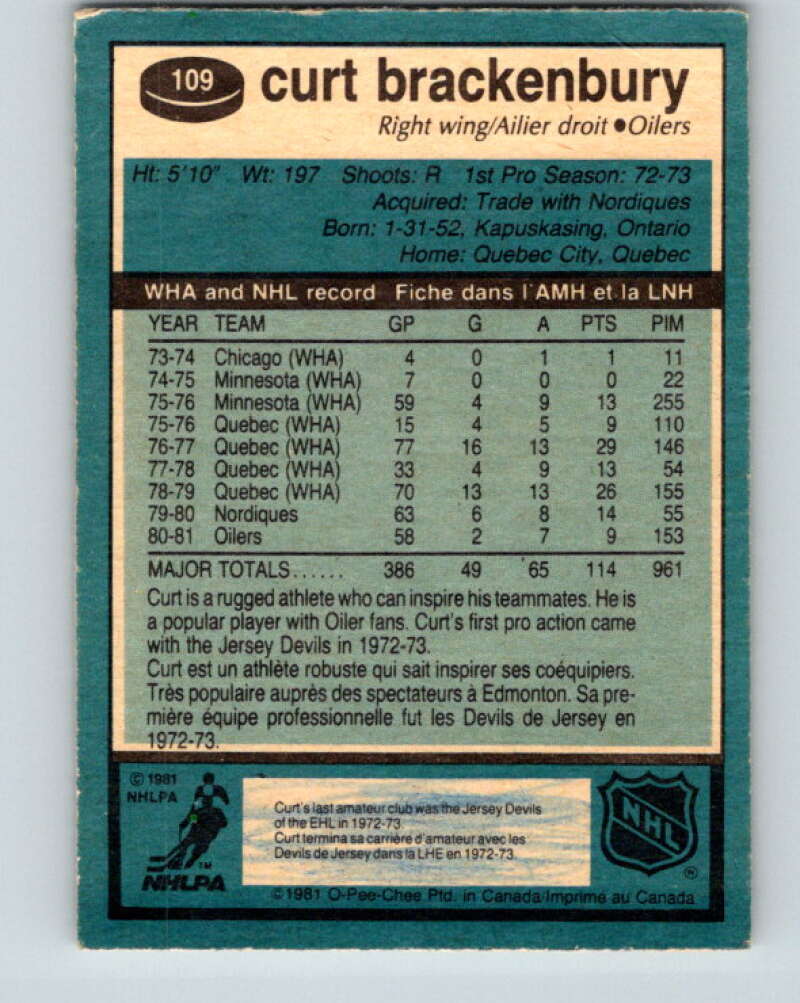 109 curt brackenbury
Right wing/Ailier droit ●Oilers
Ht: 5'10" Wt: 197 Shoots: R 1st Pro Season: 72-73
Acquired: Trade with Nordiques
Born: 1-31-52, Kapuskasing, Ontario
Home: Quebec City, Quebec
WHA and NHL record Fiche dans l'AMH et la LNH
YEAR TEAM GP G A PTS PIM
73-74 Chicago (WHA) 4 0 1 1 11
74-75 Minnesota (WHA) 7 0 0 0 22
75-76 Minnesota (WHA) 59 4 9 13 255
75-76 Quebec (WHA) 15 4 5 9 110
76-77 Quebec (WHA) 77 16 13 29 146
77-78 Quebec (WHA) 33 4 9 13 54
78-79 Quebec (WHA) 70 13 13 26 155
79-80 Nordiques 63 6 8 14 55
80-81 Oilers 58 2 7 9 153
MAJOR TOTALS...... 386 49 65 114 961
Curt is a rugged athlete who can inspire his teammates. He is
a popular player with Oiler fans. Curt's first pro action came
with the Jersey Devils in 1972-73.
Curt est un athlète robuste qui sait inspirer ses coéquipiers.
Très populaire auprès des spectateurs à Edmonton. Sa pre-
mière équipe professionnelle fut les Devils de Jersey en
1972-73.
© 1981
NHLPA
TM
NHLPA
Curt's last amateur club was the Jersey Devils
of the EHL in 1972-73.
Curt termina sa carrière d'amateur avec les
Devils de Jersey dans la LHE en 1972-73.
NHL
®
©1981 O-Pee-Chee Ptd. in Canada/Imprimé au Canada